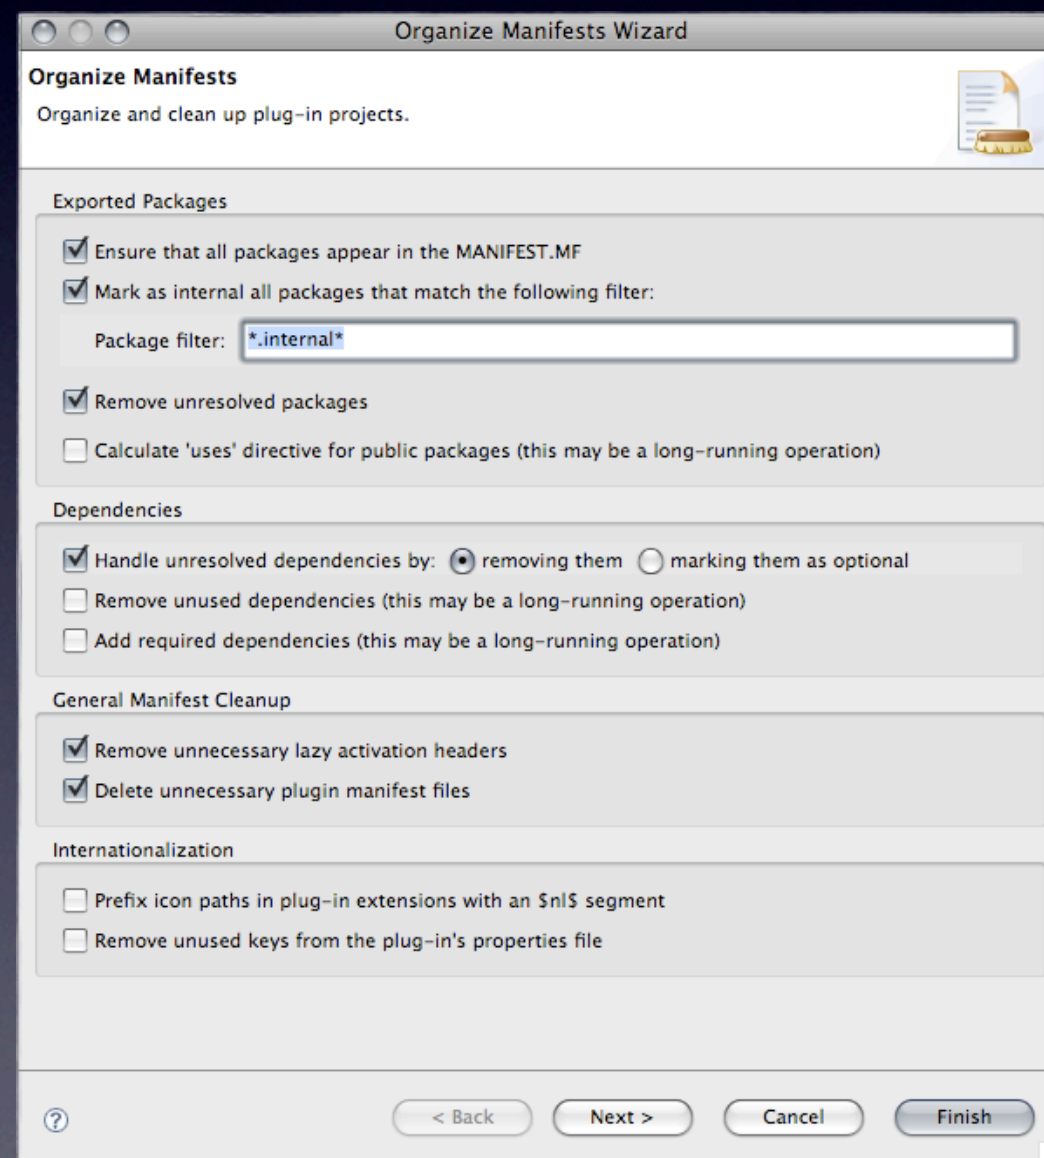 Organize Manifests Wizard
Organize Manifests
Organize and clean up plug-in projects.
Exported Packages
Ensure that all packages appear in the MANIFEST.MF
Mark as internal all packages that match the following filter:
Package filter: *.internal*
Remove unresolved packages
Calculate 'uses' directive for public packages (this may be a long-running operation)
Dependencies
Handle unresolved dependencies by: removing them marking them as optional
Remove unused dependencies (this may be a long-running operation)
Add required dependencies (this may be a long-running operation)
General Manifest Cleanup
Remove unnecessary lazy activation headers
Delete unnecessary plugin manifest files
Internationalization
Prefix icon paths in plug-in extensions with an $nl$ segment
Remove unused keys from the plug-in's properties file
? < Back Next > Cancel Finish